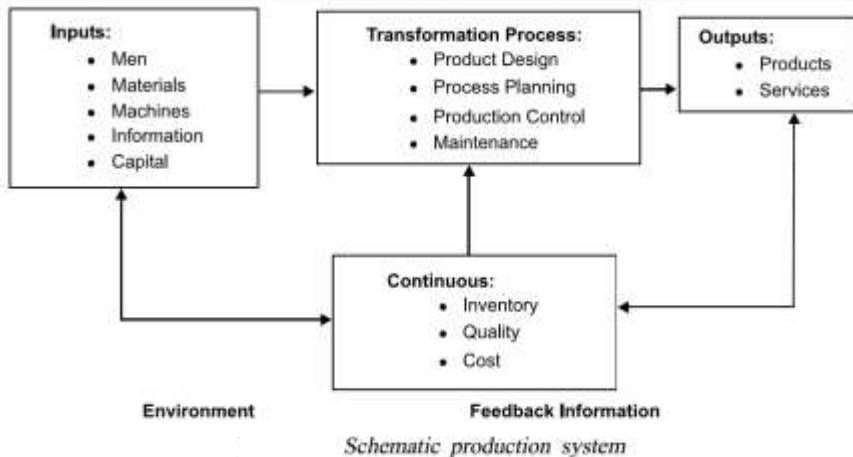 Inputs:
• Men
• Materials
• Machines
• Information
• Capital
Transformation Process:
• Product Design
• Process Planning
• Production Control
• Maintenance
Outputs:
• Products
• Services
Continuous:
• Inventory
• Quality
• Cost
Environment
Feedback Information
Schematic production system